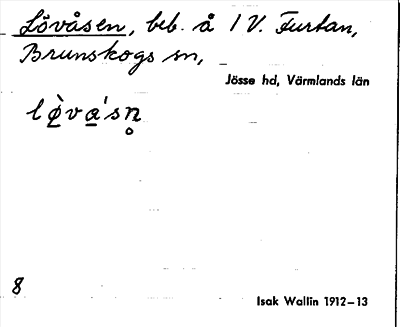 Lövåsen, beb. å 1 V. Furtan,
Brunskogs sn,
Jösse hd, Värmlands län
lø̀va̲'sn̥
8
Isak Wallin 1912–13